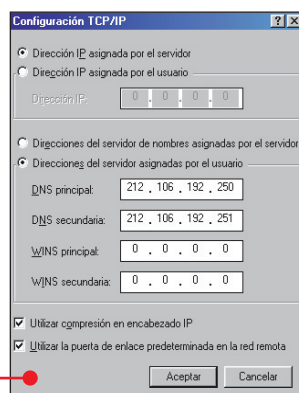 Configuración TCP/IP
Dirección IP asignada por el servidor
Dirección IP asignada por el usuario
Dirección IP: 0 . 0 . 0 . 0
Direcciones del servidor de nombres asignadas por el servidor
Direcciones del servidor asignadas por el usuario
DNS principal: 212 . 106 . 192 . 250
DNS secundaria: 212 . 106 . 192 . 251
WINS principal: 0 . 0 . 0 . 0
WINS secundaria: 0 . 0 . 0 . 0
Utilizar compresión en encabezado IP
Utilizar la puerta de enlace predeterminada en la red remota
Aceptar Cancelar